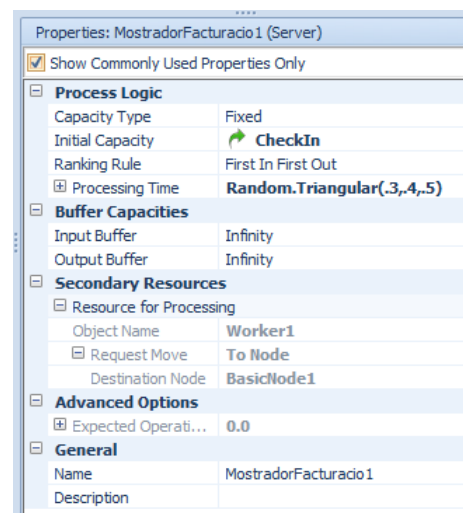 Properties: MostradorFacturacio1 (Server)
Show Commonly Used Properties Only
Process Logic
Capacity Type Fixed
Initial Capacity CheckIn
Ranking Rule First In First Out
Processing Time Random.Triangular(.3,.4,.5)
Buffer Capacities
Input Buffer Infinity
Output Buffer Infinity
Secondary Resources
Resource for Processing
Object Name Worker1
Request Move To Node
Destination Node BasicNode1
Advanced Options
Expected Operati... 0.0
General
Name MostradorFacturacio1
Description